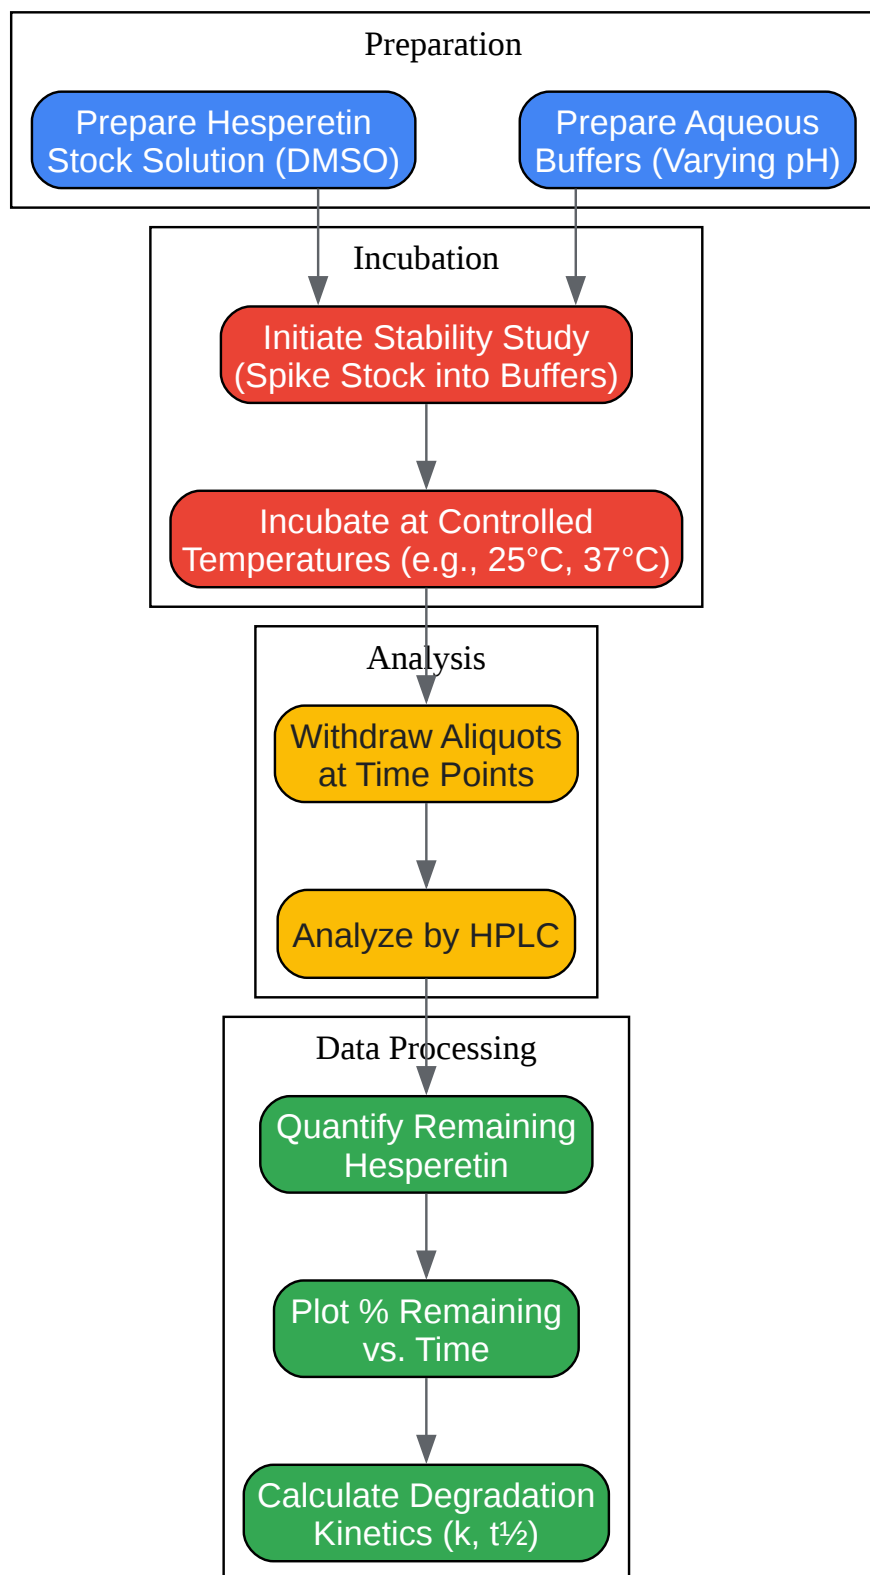 Preparation
Prepare Hesperetin
Stock Solution (DMSO)
Prepare Aqueous
Buffers (Varying pH)
Incubation
Initiate Stability Study
(Spike Stock into Buffers)
Incubate at Controlled
Temperatures (e.g., 25°C, 37°C)
Analysis
Withdraw Aliquots
at Time Points
Analyze by HPLC
Data Processing
Quantify Remaining
Hesperetin
Plot % Remaining
vs. Time
Calculate Degradation
Kinetics (k, t½)